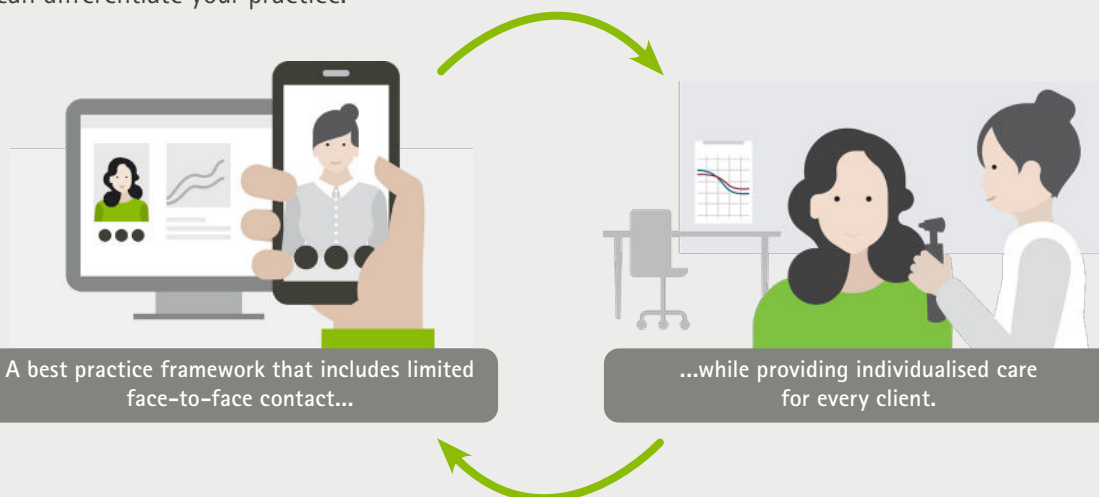 can differentiate your practice.
A best practice framework that includes limited
face-to-face contact...
...while providing individualised care
for every client.